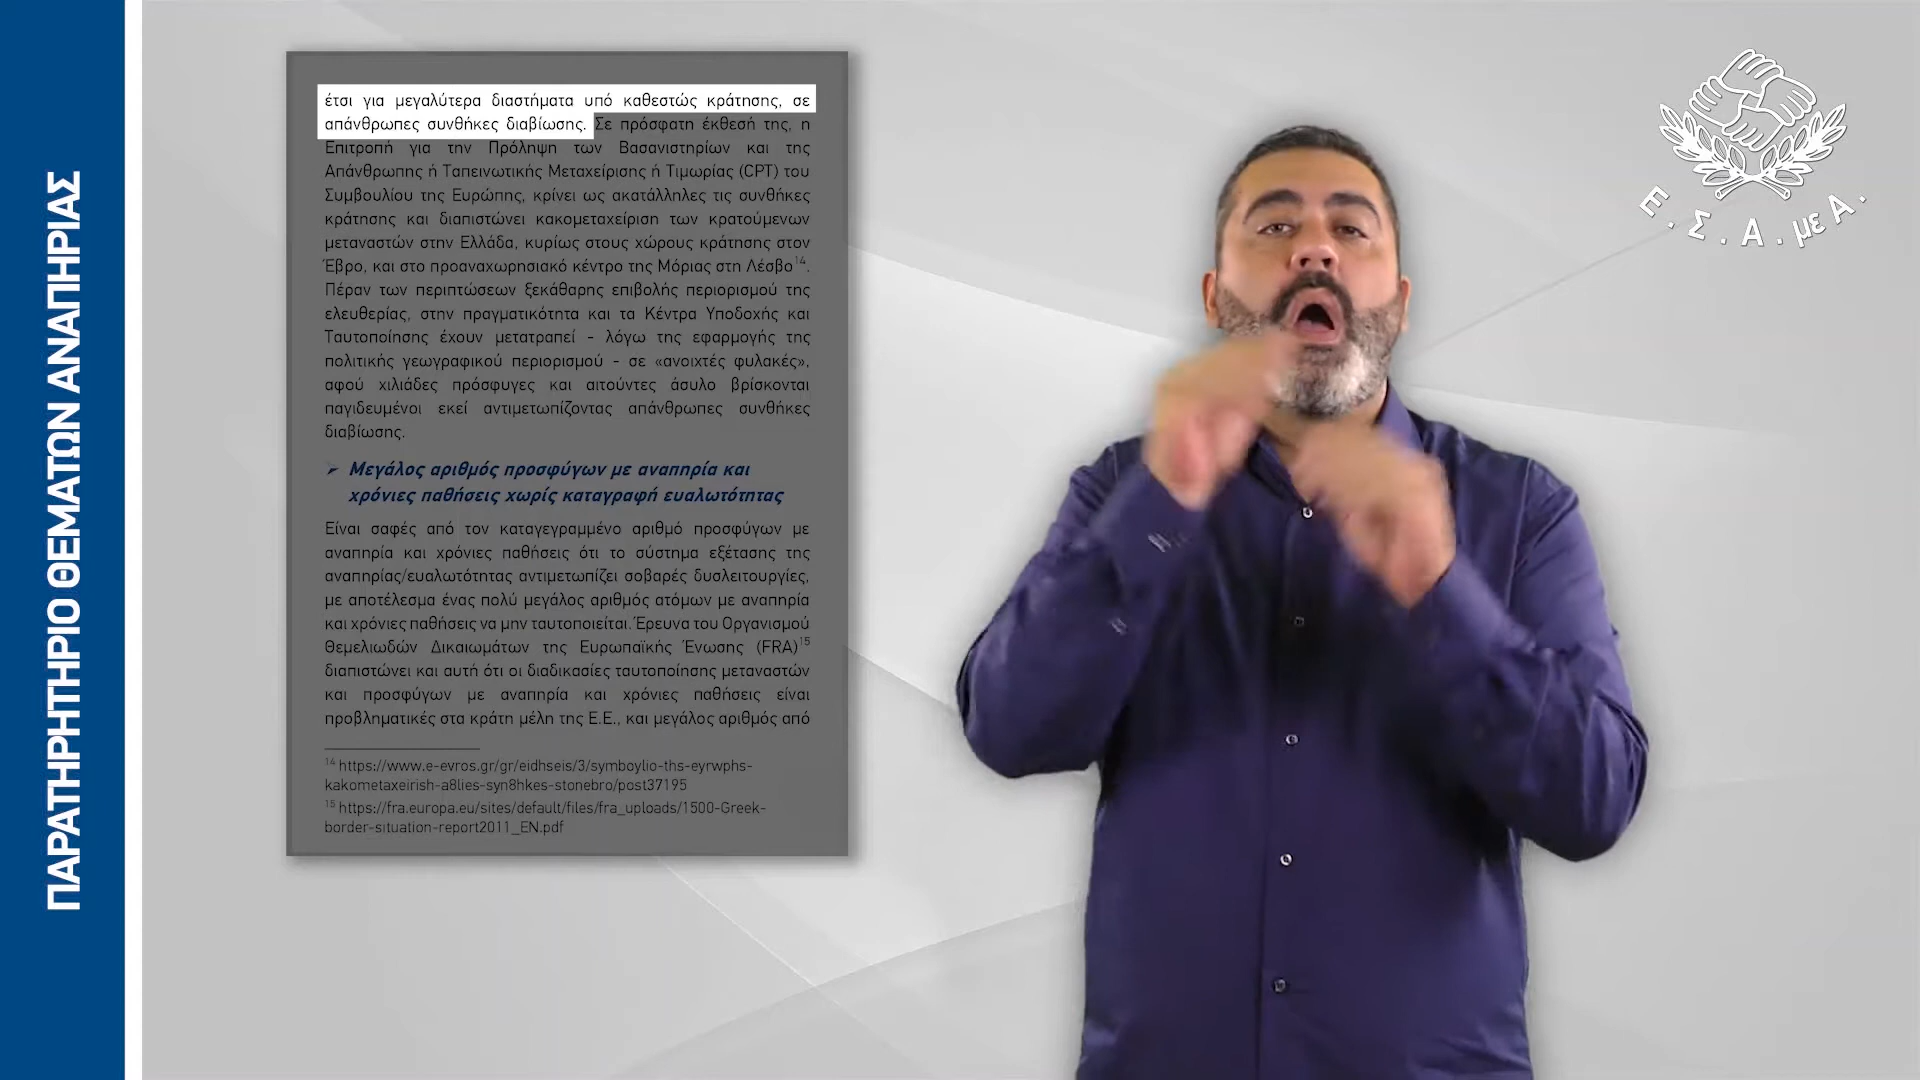 ΠΑΡΑΤΗΡΗΤΗΡΙΟ ΘΕΜΑΤΩΝ ΑΝΑΠΗΡΙΑΣ
έτσι για μεγαλύτερα διαστήματα υπό καθεστώς κράτησης, σε
απάνθρωπες συνθήκες διαβίωσης. Σε πρόσφατη έκθεσή της, η
Επιτροπή για την Πρόληψη των Βασανιστηρίων και της
Απάνθρωπης ή Ταπεινωτικής Μεταχείρισης ή Τιμωρίας (CPT) του
Συμβουλίου της Ευρώπης, κρίνει ως ακατάλληλες τις συνθήκες
κράτησης και διαπιστώνει κακομεταχείριση των κρατούμενων
μεταναστών στην Ελλάδα, κυρίως στους χώρους κράτησης στον
Έβρο, και στο προαναχωρησιακό κέντρο της Μόριας στη Λέσβο14.
Πέραν των περιπτώσεων ξεκάθαρης επιβολής περιορισμού της
ελευθερίας, στην πραγματικότητα και τα Κέντρα Υποδοχής και
Ταυτοποίησης έχουν μετατραπεί - λόγω της εφαρμογής της
πολιτικής γεωγραφικού περιορισμού - σε «ανοιχτές φυλακές»,
αφού χιλιάδες πρόσφυγες και αιτούντες άσυλο βρίσκονται
παγιδευμένοι εκεί αντιμετωπίζοντας απάνθρωπες συνθήκες
διαβίωσης.
➢ Μεγάλος αριθμός προσφύγων με αναπηρία και
χρόνιες παθήσεις χωρίς καταγραφή ευαλωτότητας
Είναι σαφές από τον καταγεγραμμένο αριθμό προσφύγων με
αναπηρία και χρόνιες παθήσεις ότι το σύστημα εξέτασης της
αναπηρίας/ευαλωτότητας αντιμετωπίζει σοβαρές δυσλειτουργίες,
με αποτέλεσμα ένας πολύ μεγάλος αριθμός ατόμων με αναπηρία
και χρόνιες παθήσεις να μην ταυτοποιείται. Έρευνα του Οργανισμού
Θεμελιωδών Δικαιωμάτων της Ευρωπαϊκής Ένωσης (FRA)15
διαπιστώνει και αυτή ότι οι διαδικασίες ταυτοποίησης μεταναστών
και προσφύγων με αναπηρία και χρόνιες παθήσεις είναι
προβληματικές στα κράτη μέλη της Ε.Ε., και μεγάλος αριθμός από
14 https://www.e-evros.gr/gr/eidhseis/3/symboylio-ths-eyrwphs-
kakometaxeirish-a8lies-syn8hkes-stonebro/post37195
15 https://fra.europa.eu/sites/default/files/fra_uploads/1500-Greek-
border-situation-report2011_EN.pdf
Ε.Σ.Α.μεΑ.